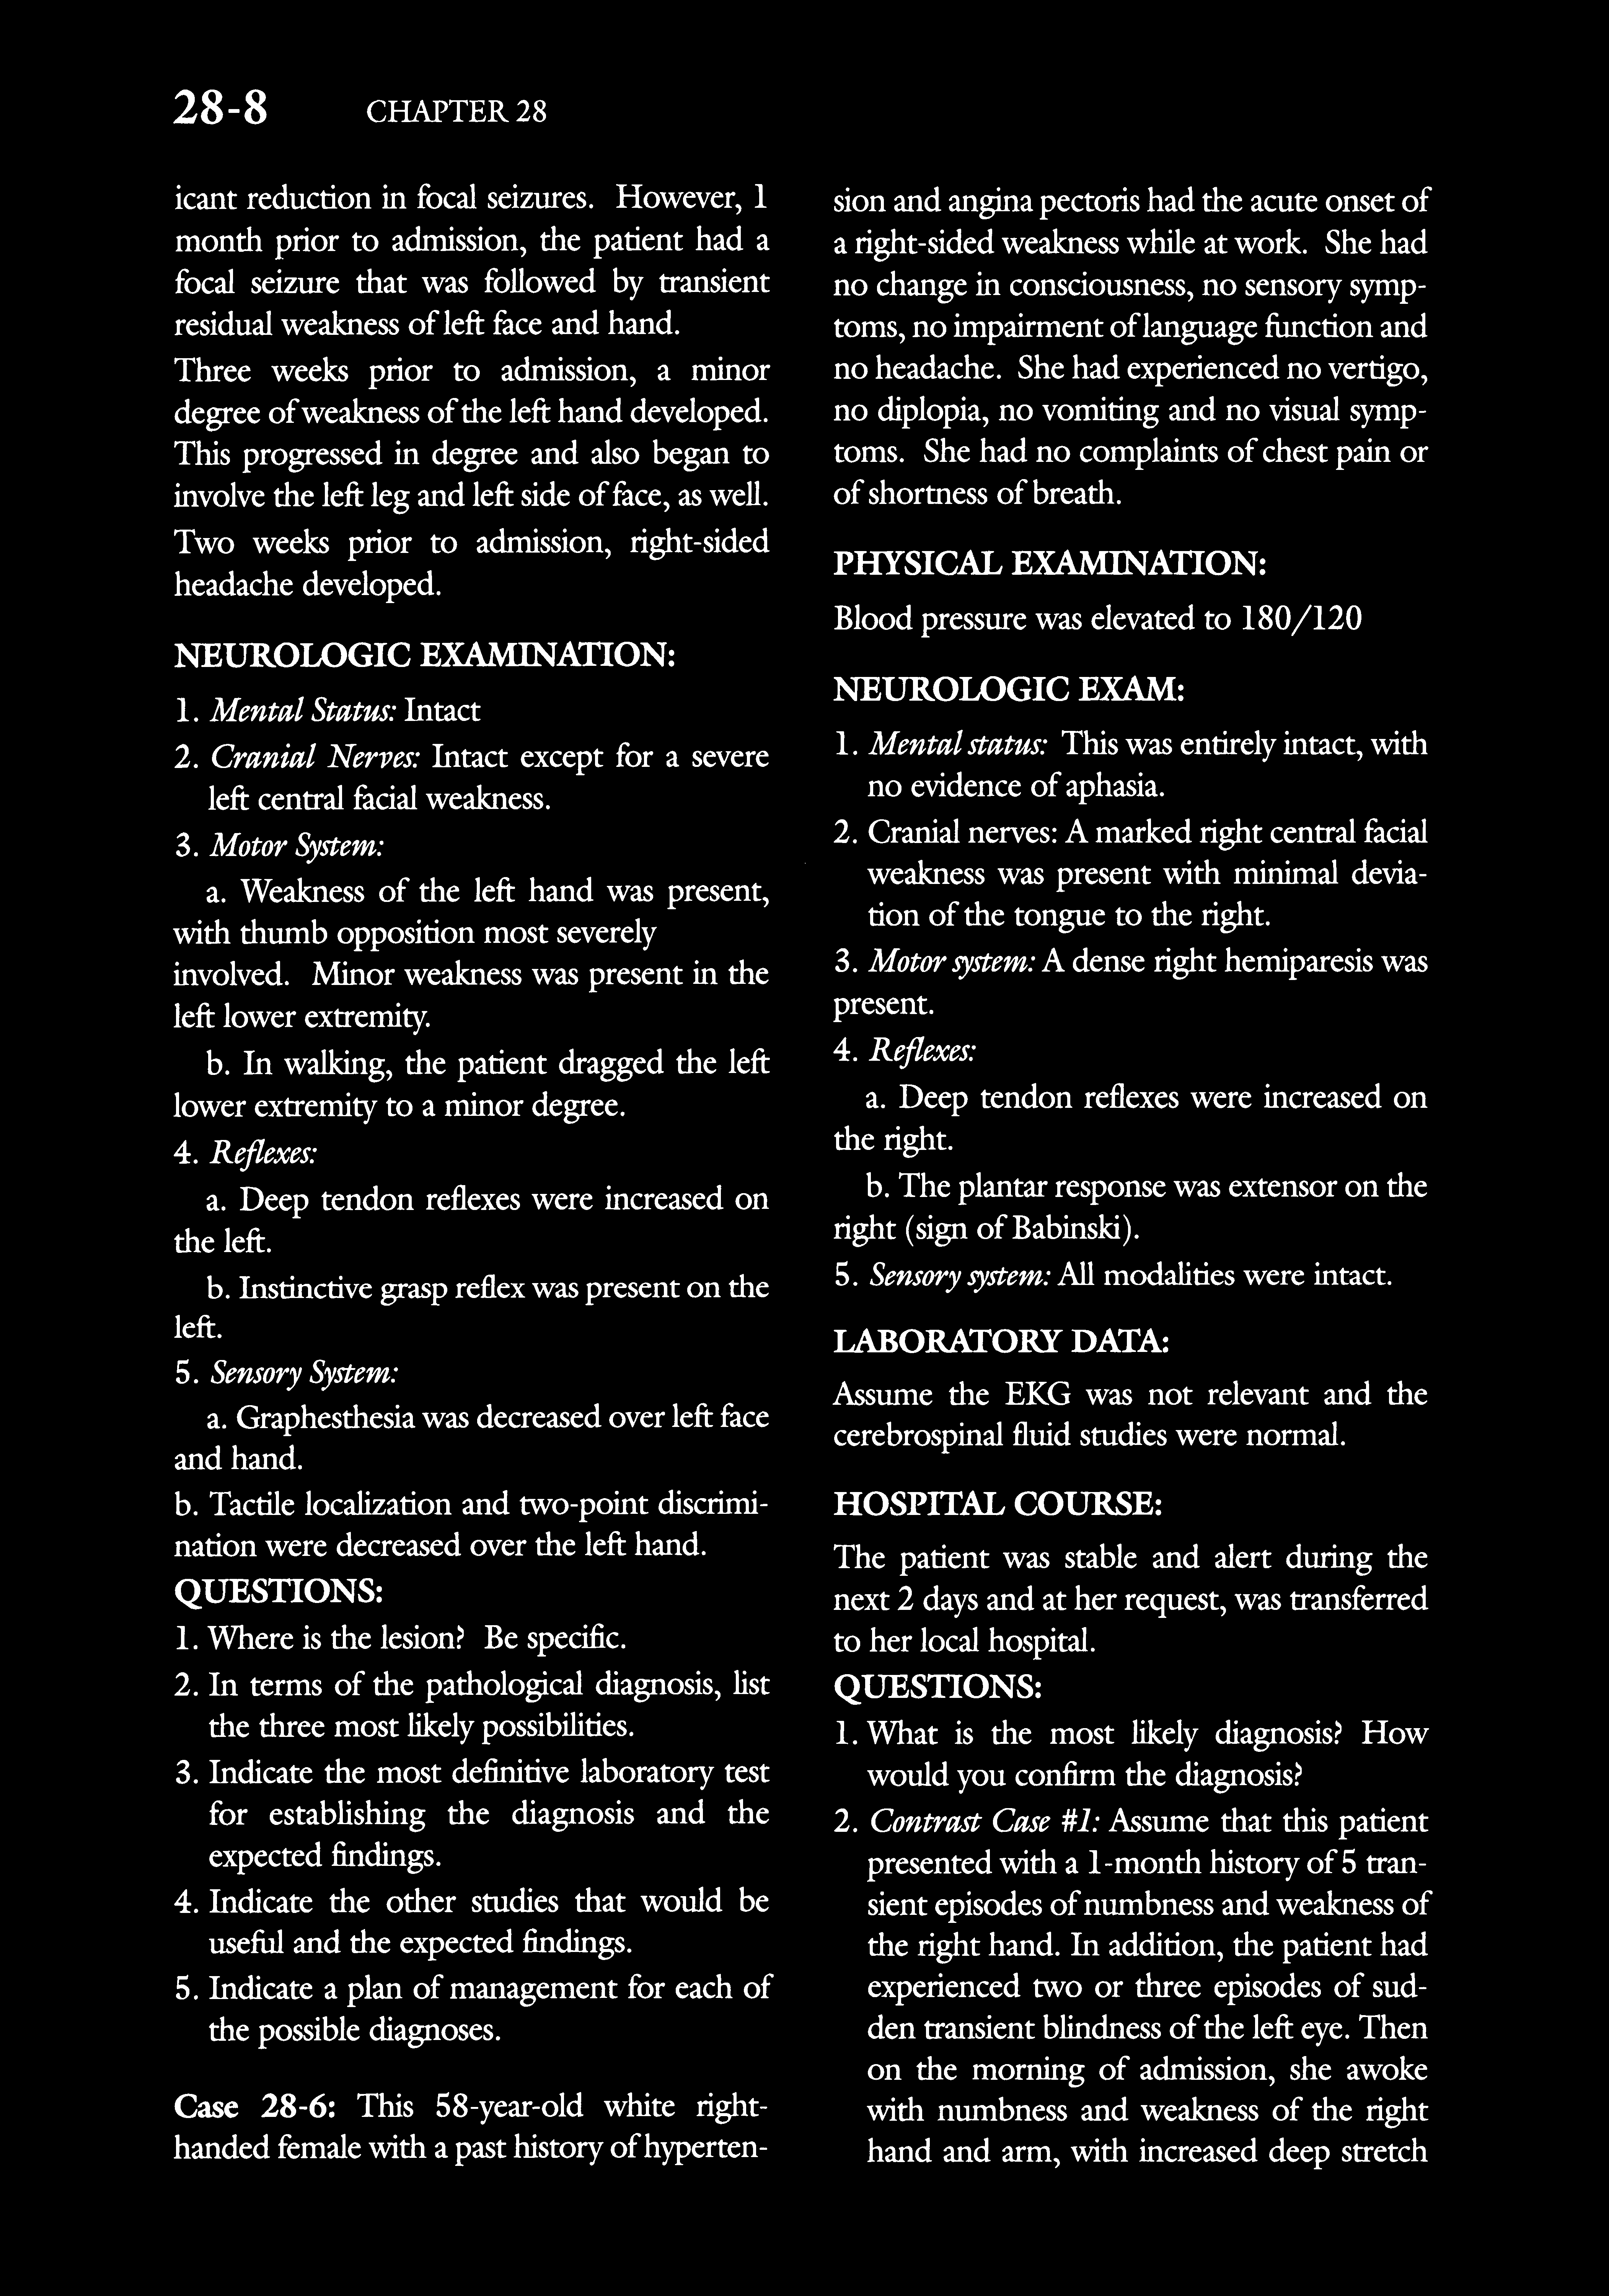 28-8 CHAPTER 28
icant reduction in focal seizures. However, 1
month prior to admission, the patient had a
focal seizure that was followed by transient
residual weakness of left face and hand.
Three weeks prior to admission, a minor
degree of weakness of the left hand developed.
This progressed in degree and also began to
involve the left leg and left side of face, as well.
Two weeks prior to admission, right-sided
headache developed.
NEUROLOGIC EXAMINATION:
1. Mental Status: Intact
2. Cranial Nerves: Intact except for a severe
left central facial weakness.
3. Motor System:
a. Weakness of the left hand was present,
with thumb opposition most severely
involved. Minor weakness was present in the
left lower extremity.
b. In walking, the patient dragged the left
lower extremity to a minor degree.
4. Reflexes:
a. Deep tendon reflexes were increased on
the left.
b. Instinctive grasp reflex was present on the
left.
5. Sensory System:
a. Graphesthesia was decreased over left face
and hand.
b. Tactile localization and two-point discrimi-
nation were decreased over the left hand.
QUESTIONS:
1. Where is the lesion? Be specific.
2. In terms of the pathological diagnosis, list
the three most likely possibilities.
3. Indicate the most definitive laboratory test
for establishing the diagnosis and the
expected findings.
4. Indicate the other studies that would be
useful and the expected findings.
5. Indicate a plan of management for each of
the possible diagnoses.
Case 28-6: This 58-year-old white right-
handed female with a past history of hyperten-
sion and angina pectoris had the acute onset of
a right-sided weakness while at work. She had
no change in consciousness, no sensory symp-
toms, no impairment of language function and
no headache. She had experienced no vertigo,
no diplopia, no vomiting and no visual symp-
toms. She had no complaints of chest pain or
of shortness of breath.
PHYSICAL EXAMINATION:
Blood pressure was elevated to 180/120
NEUROLOGIC EXAM:
1. Mental status: This was entirely intact, with
no evidence of aphasia.
2. Cranial nerves: A marked right central facial
weakness was present with minimal devia-
tion of the tongue to the right.
3. Motor system: A dense right hemiparesis was
present.
4. Reflexes:
a. Deep tendon reflexes were increased on
the right.
b. The plantar response was extensor on the
right (sign of Babinski).
5. Sensory system: All modalities were intact.
LABORATORY DATA:
Assume the EKG was not relevant and the
cerebrospinal fluid studies were normal.
HOSPITAL COURSE:
The patient was stable and alert during the
next 2 days and at her request, was transferred
to her local hospital.
QUESTIONS:
1. What is the most likely diagnosis? How
would you confirm the diagnosis?
2. Contrast Case #1: Assume that this patient
presented with a 1-month history of 5 tran-
sient episodes of numbness and weakness of
the right hand. In addition, the patient had
experienced two or three episodes of sud-
den transient blindness of the left eye. Then
on the morning of admission, she awoke
with numbness and weakness of the right
hand and arm, with increased deep stretch